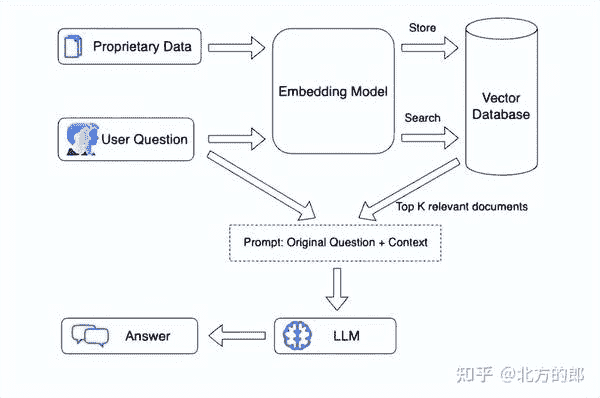 Proprietary Data
Store
Embedding Model
Vector
Database
User Question
Search
Top K relevant documents
Prompt: Original Question + Context
Answer
LLM
知乎 @北方的郎